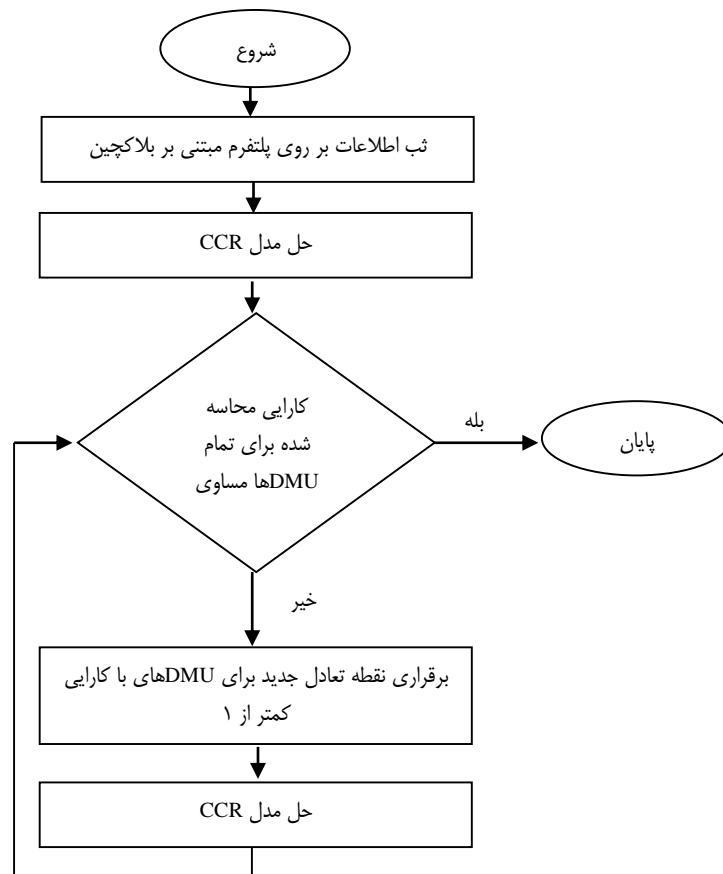 شروع
ثب اطلاعات بر روی پلتفرم مبتنی بر بلاکچین
حل مدل CCR
کارایی محاسه
شده برای تمام
DMUها مساوی
بله
پایان
خیر
برقراری نقطه تعادل جدید برای DMUهای با کارایی
کمتر از ۱
حل مدل CCR